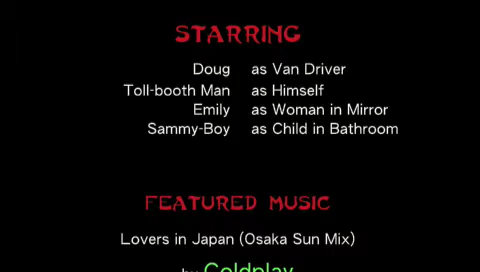 STARRING
Doug as Van Driver
Toll-booth Man as Himself
Emily as Woman in Mirror
Sammy-Boy as Child in Bathroom
FEATURED MUSIC
Lovers in Japan (Osaka Sun Mix)
by Coldplay